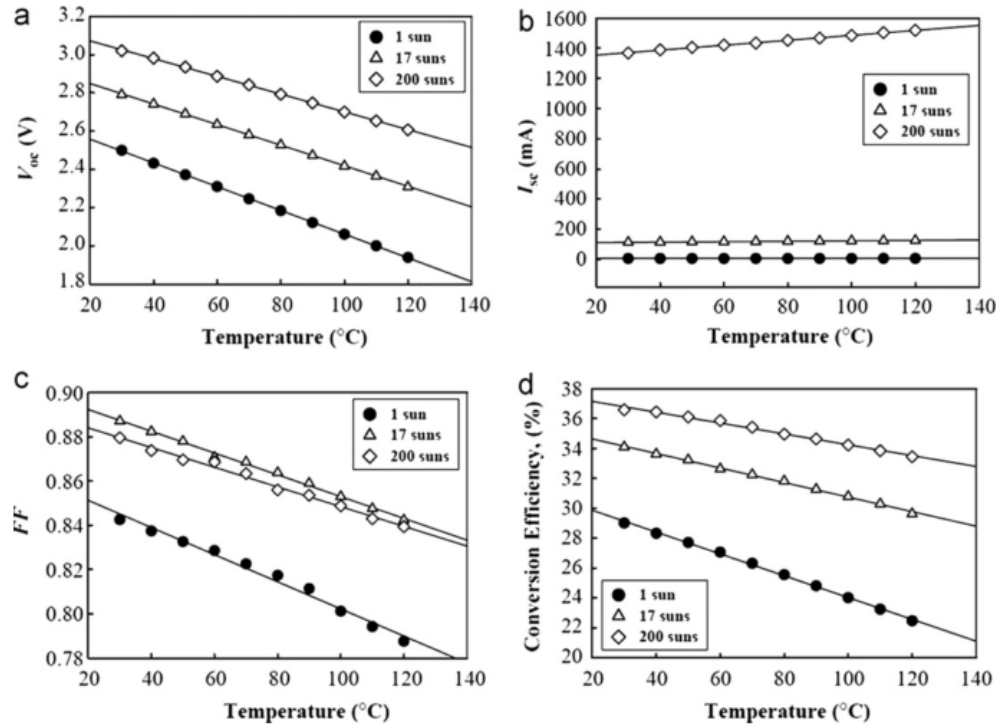 a
3.2
3.0
2.8
2.6
2.4
2.2
2.0
1.8
V_oc (V)
1 sun
17 suns
200 suns
20 40 60 80 100 120 140
Temperature (°C)
b
1600
1400
1200
1000
800
600
400
200
0
I_sc (mA)
1 sun
17 suns
200 suns
20 40 60 80 100 120 140
Temperature (°C)
c
0.90
0.88
0.86
0.84
0.82
0.80
0.78
FF
1 sun
17 suns
200 suns
20 40 60 80 100 120 140
Temperature (°C)
d
38
36
34
32
30
28
26
24
22
20
Conversion Efficiency, (%)
1 sun
17 suns
200 suns
20 40 60 80 100 120 140
Temperature (°C)